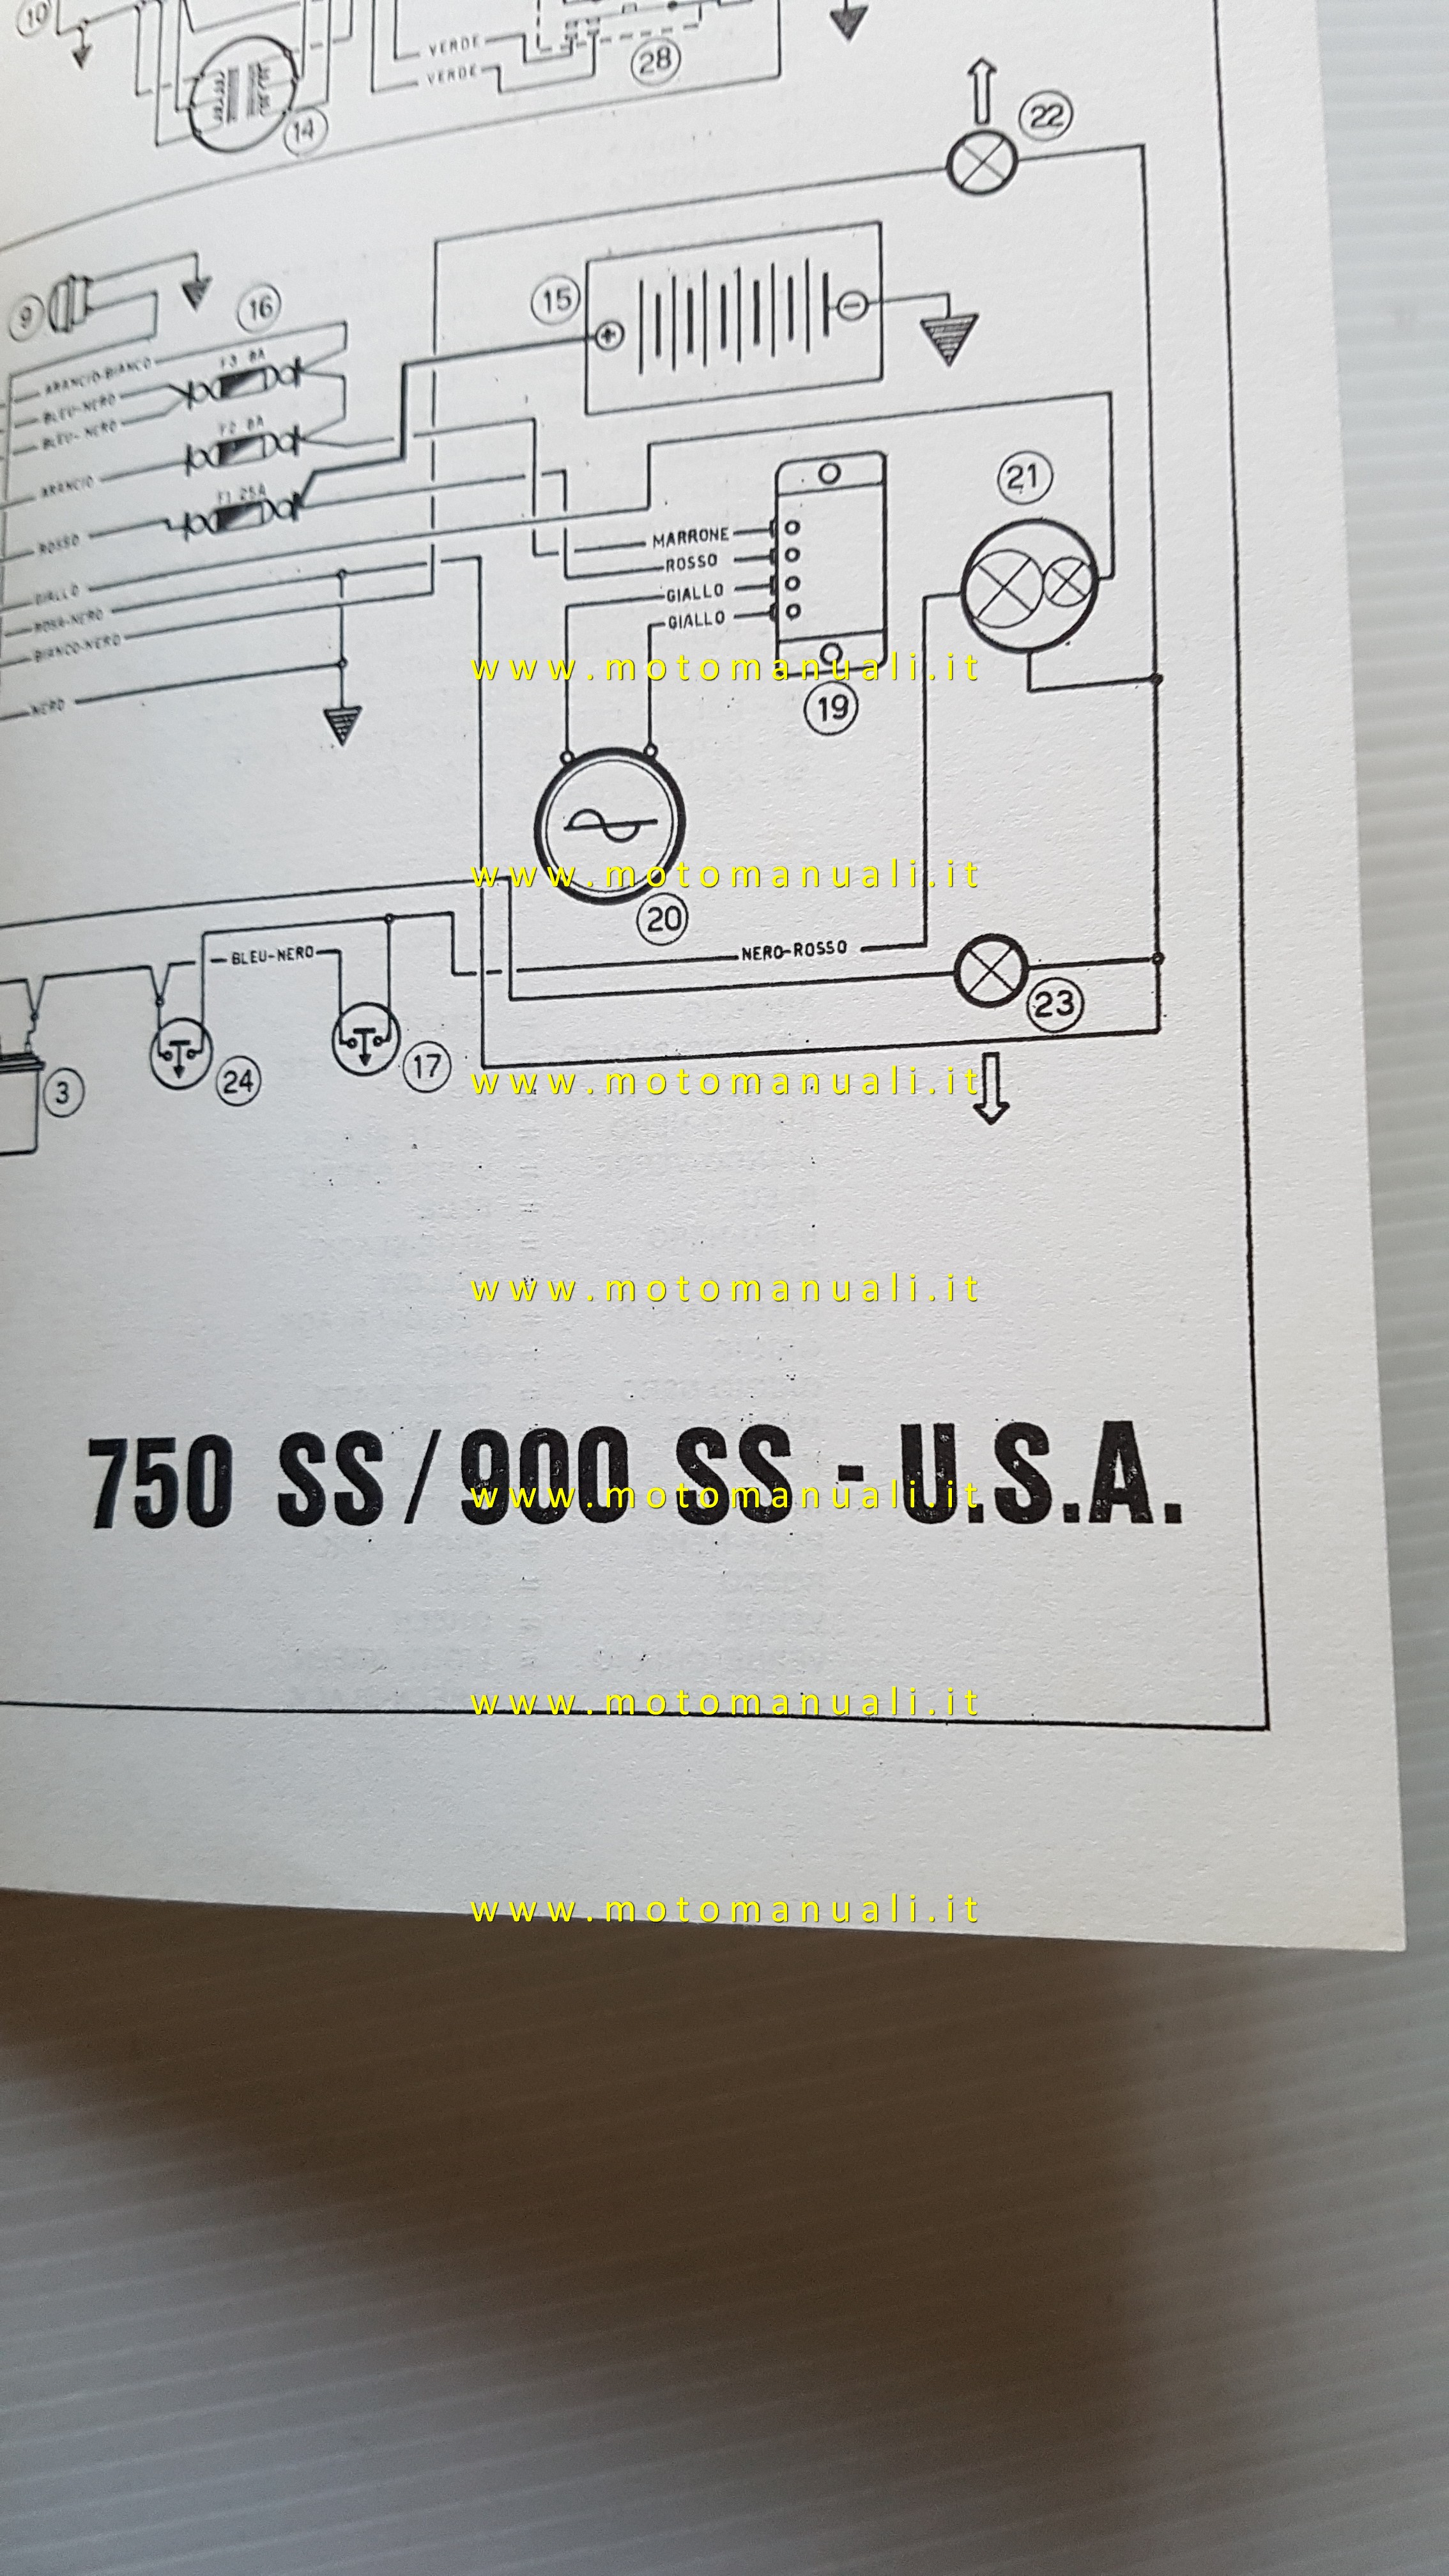 10
VERDE
VERDE
28
14
22
9
16
15
ARANCIO-BIANCO
F3 8A
BLEU-NERO
BLEU-NERO
F2 8A
ARANCIO
F1 25A
ROSSO
21
MARRONE
ROSSO
GIALLO
GIALLO
GIALLO
ROSA-NERO
BIANCO-NERO
NERO
www.motomanuali.it
19
www.motomanuali.it
20
BLEU-NERO
NERO-ROSSO
23
3
24
17
www.motomanuali.it
www.motomanuali.it
750 SS/900 SS - U.S.A.
www.motomanuali.it
www.motomanuali.it
www.motomanuali.it